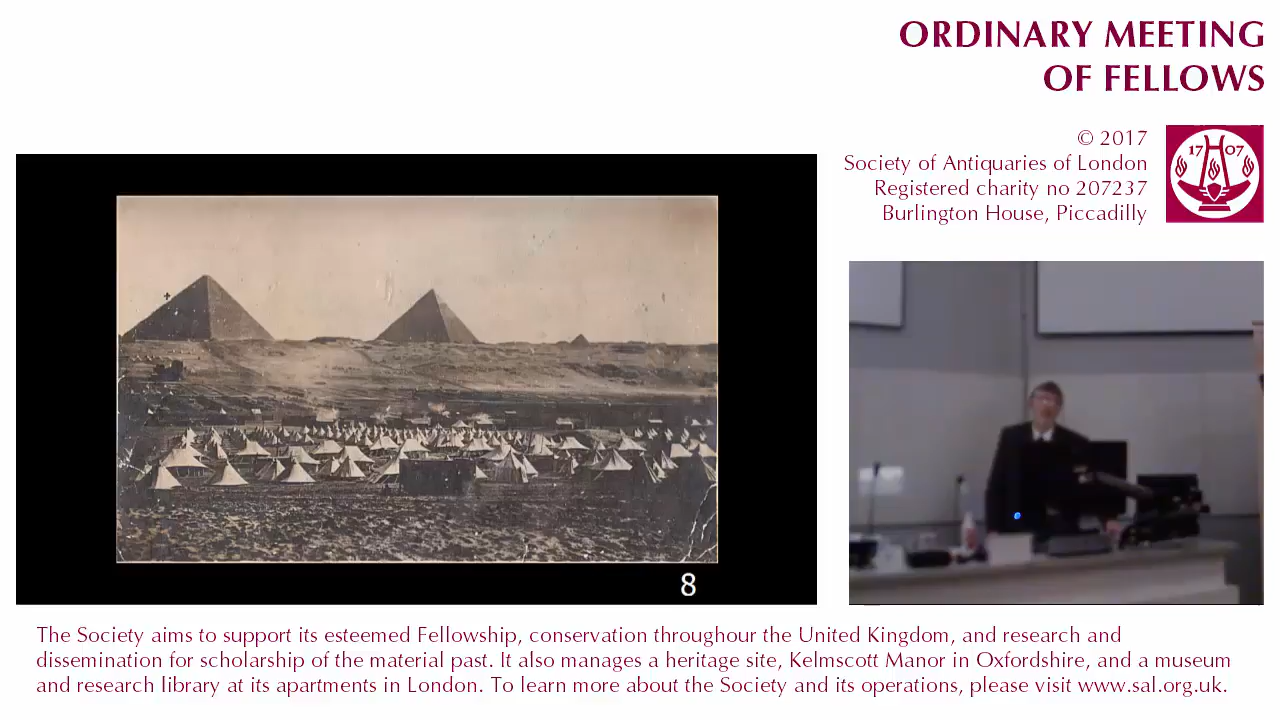 ORDINARY MEETING
OF FELLOWS
© 2017
Society of Antiquaries of London
Registered charity no 207237
Burlington House, Piccadilly
17 07
8
The Society aims to support its esteemed Fellowship, conservation throughour the United Kingdom, and research and
dissemination for scholarship of the material past. It also manages a heritage site, Kelmscott Manor in Oxfordshire, and a museum
and research library at its apartments in London. To learn more about the Society and its operations, please visit www.sal.org.uk.